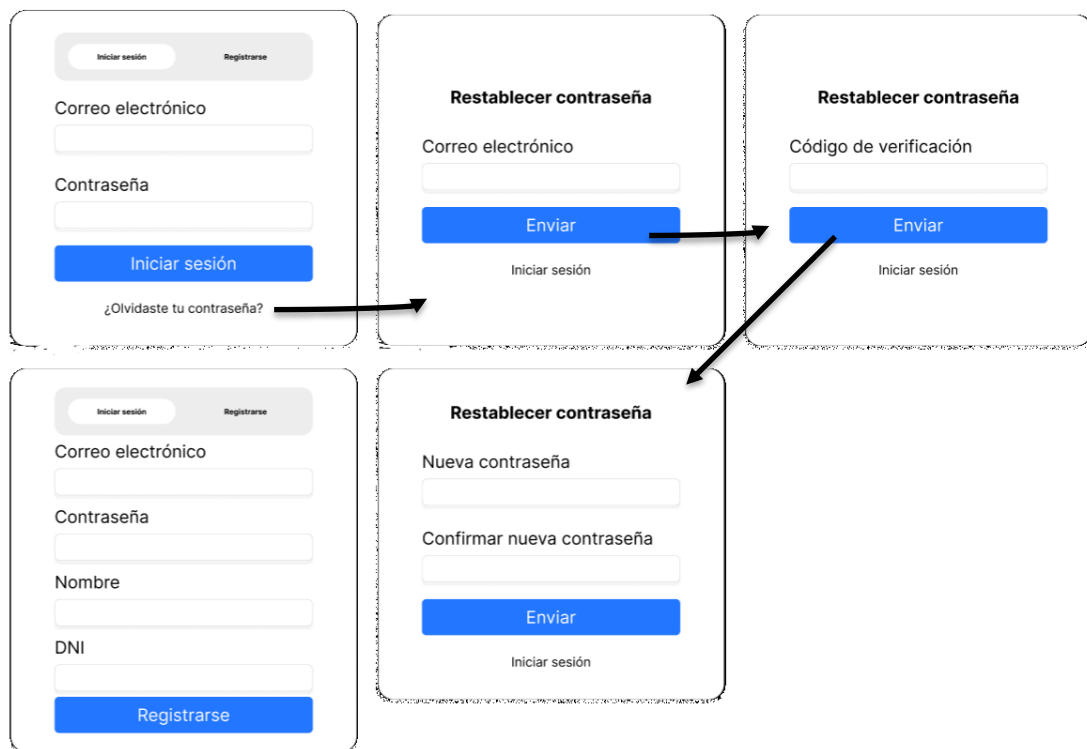 Iniciar sesión Registrarse
Correo electrónico
Contraseña
Iniciar sesión
¿Olvidaste tu contraseña?
Restablecer contraseña
Correo electrónico
Enviar
Iniciar sesión
Restablecer contraseña
Código de verificación
Enviar
Iniciar sesión
Iniciar sesión Registrarse
Correo electrónico
Contraseña
Nombre
DNI
Registrarse
Restablecer contraseña
Nueva contraseña
Confirmar nueva contraseña
Enviar
Iniciar sesión